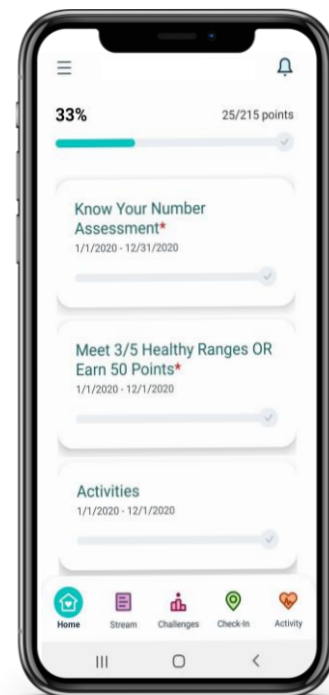 33%
25/215 points
Know Your Number
Assessment*
1/1/2020 - 12/31/2020
Meet 3/5 Healthy Ranges OR
Earn 50 Points*
1/1/2020 - 12/1/2020
Activities
1/1/2020 - 12/1/2020
Home Stream Challenges Check-In Activity